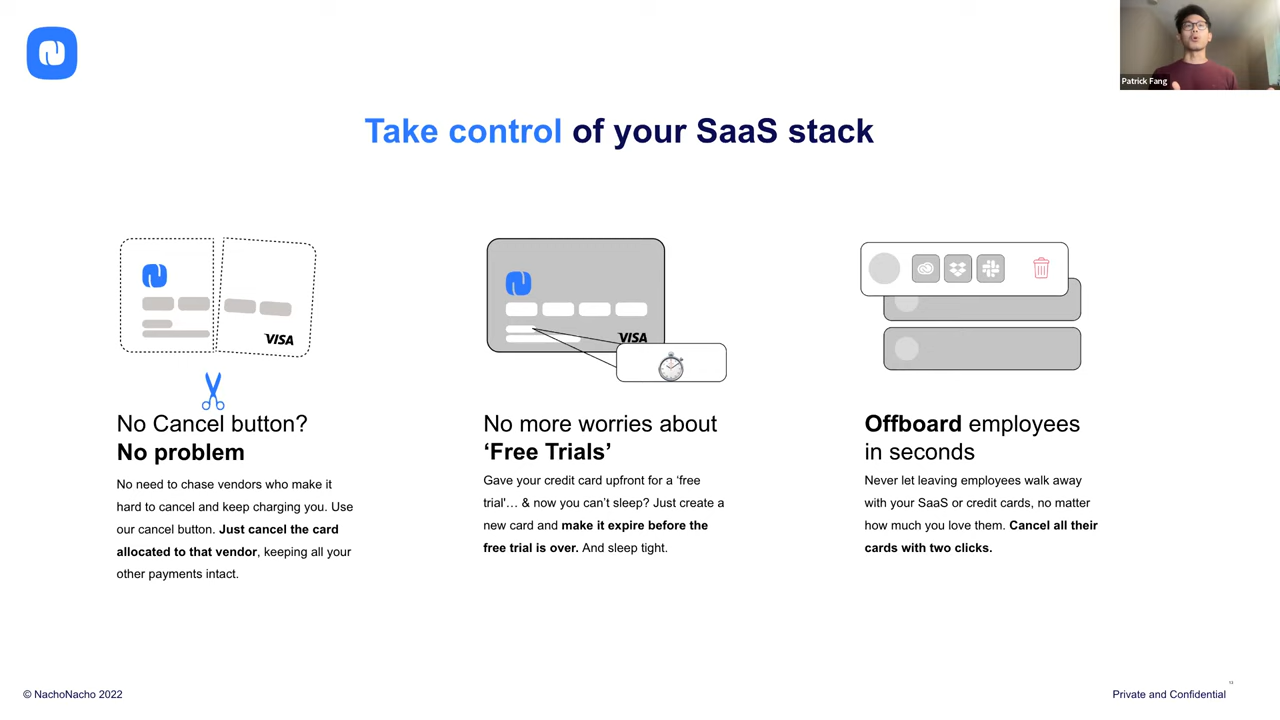 Patrick Fang
Take control of your SaaS stack
VISA
VISA
No Cancel button?
No problem
No need to chase vendors who make it
hard to cancel and keep charging you. Use
our cancel button. Just cancel the card
allocated to that vendor, keeping all your
other payments intact.
No more worries about
‘Free Trials’
Gave your credit card upfront for a ‘free
trial'… & now you can’t sleep? Just create a
new card and make it expire before the
free trial is over. And sleep tight.
Offboard employees
in seconds
Never let leaving employees walk away
with your SaaS or credit cards, no matter
how much you love them. Cancel all their
cards with two clicks.
© NachoNacho 2022
Private and Confidential